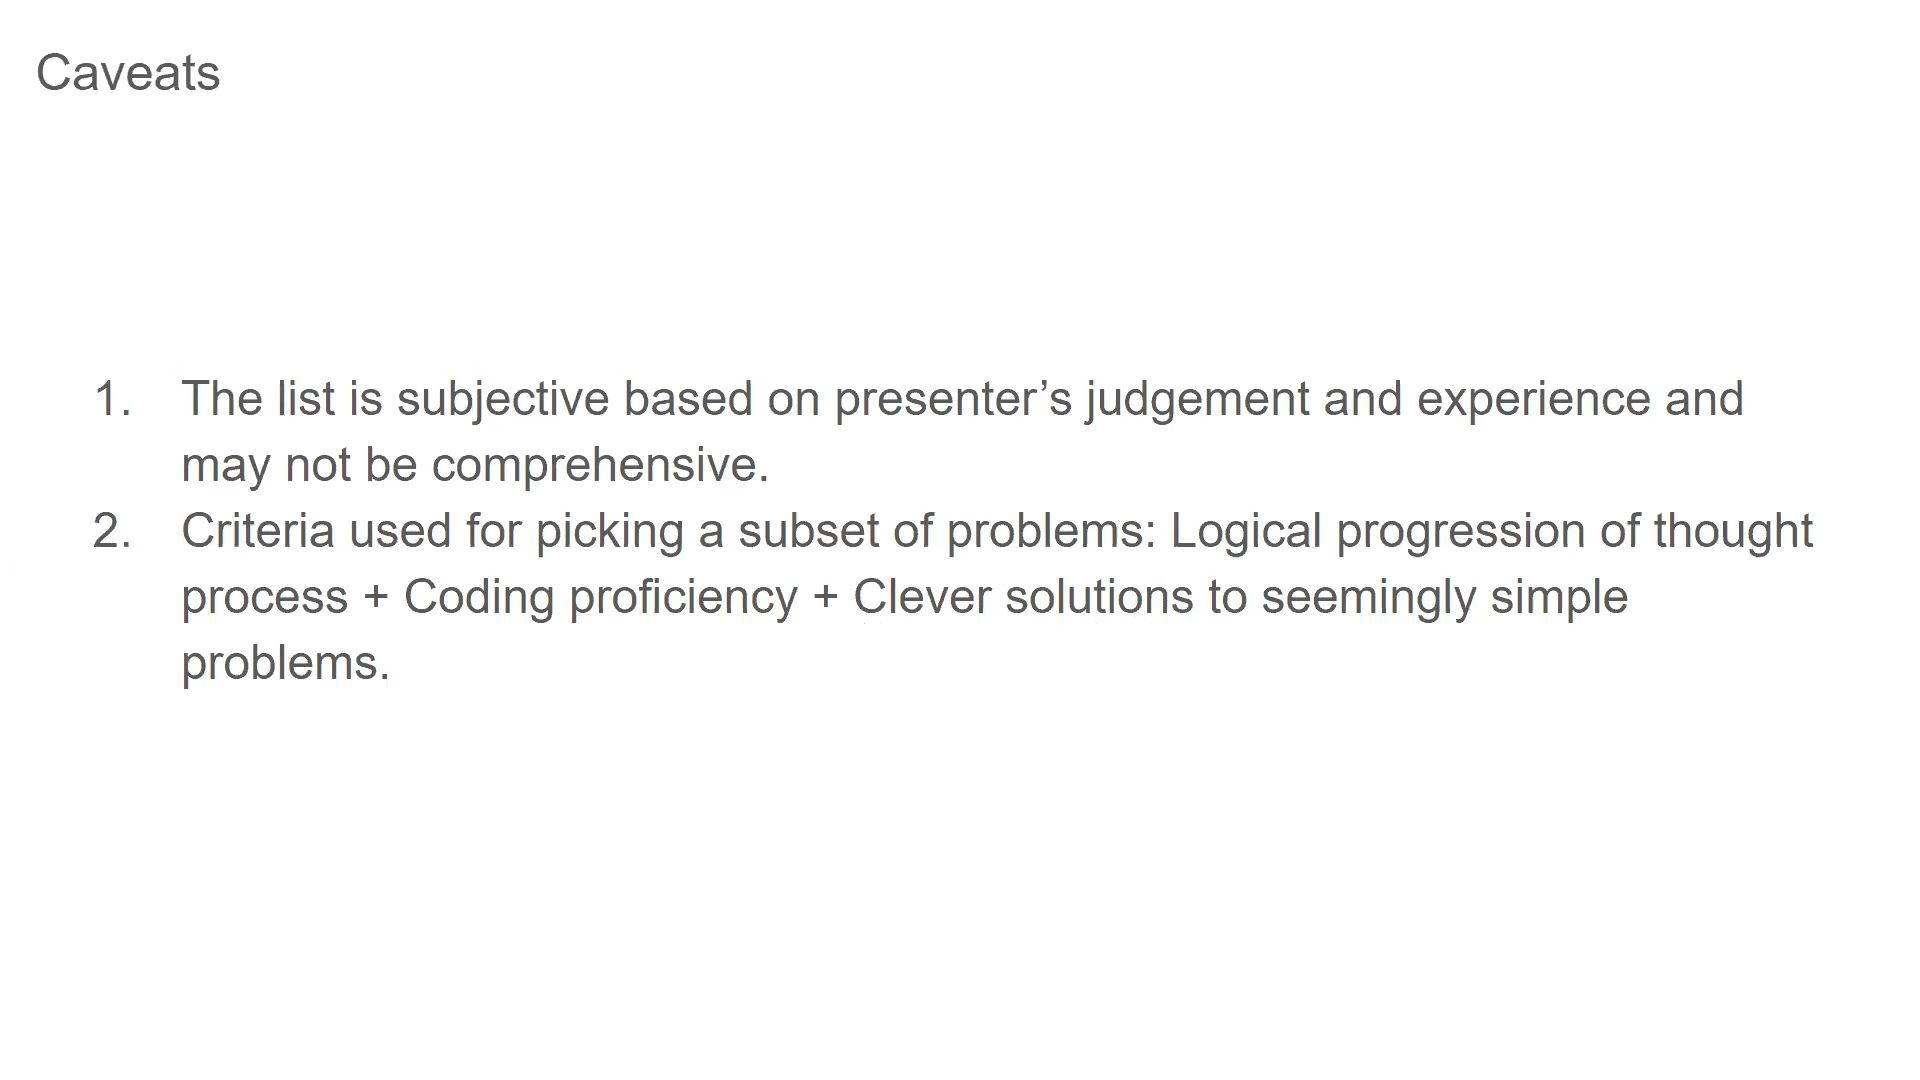 Caveats
1. The list is subjective based on presenter’s judgement and experience and
may not be comprehensive.
2. Criteria used for picking a subset of problems: Logical progression of thought
process + Coding proficiency + Clever solutions to seemingly simple
problems.